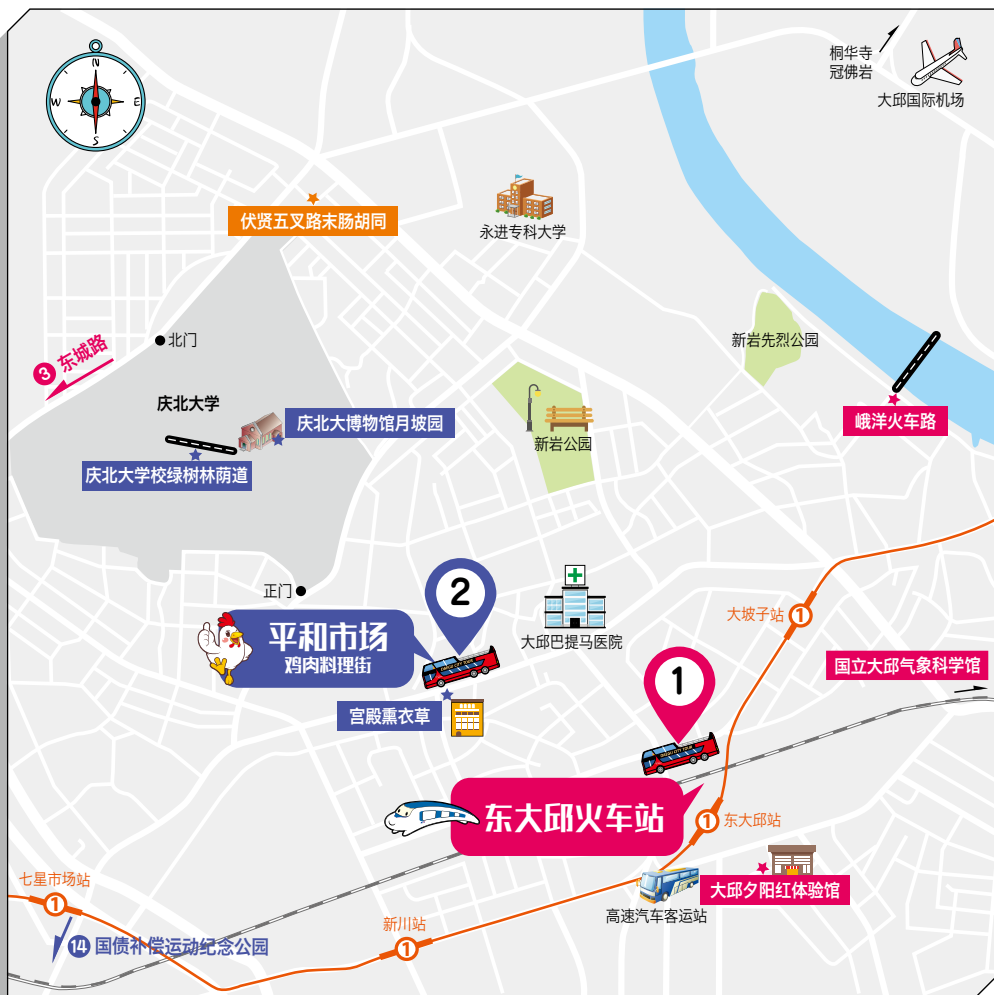 N
W
E
S
桐华寺
冠佛岩
大邱国际机场
伏贤五叉路末肠胡同
永进专科大学
北门
3 东城路
新岩先烈公园
庆北大学
庆北大博物馆月坡园
峨洋火车路
新岩公园
庆北大学校绿树林荫道
正门
2
大坡子站
1
平和市场
鸡肉料理街
大邱巴提马医院
DAEGU CITY TOUR
国立大邱气象科学馆
1
宫殿熏衣草
DAEGU CITY TOUR
东大邱火车站
1
东大邱站
七星市场站
1
大邱夕阳红体验馆
高速汽车客运站
新川站
1
14 国债补偿运动纪念公园